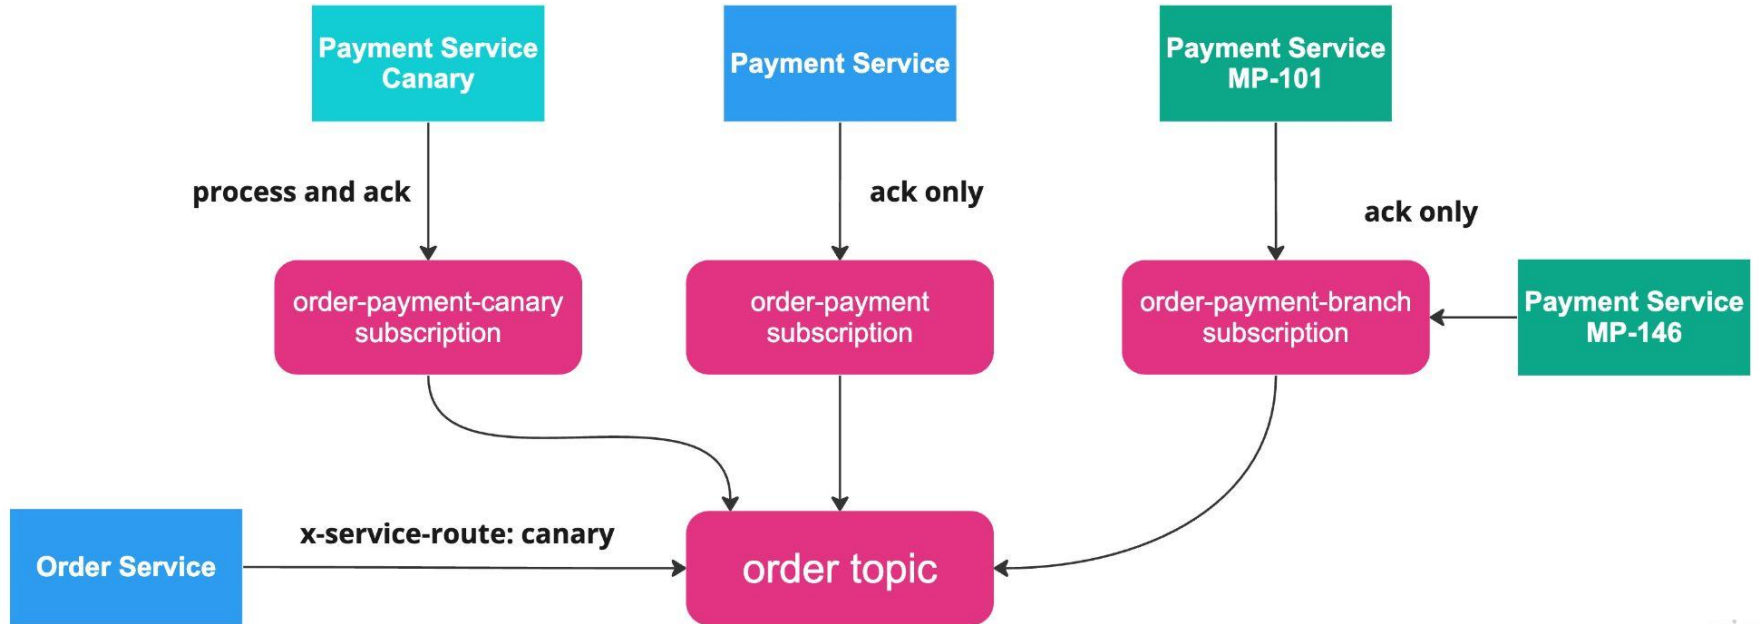 Payment Service
Canary
Payment Service
Payment Service
MP-101
process and ack
ack only
ack only
order-payment-canary
subscription
order-payment
subscription
order-payment-branch
subscription
Payment Service
MP-146
Order Service
x-service-route: canary
order topic